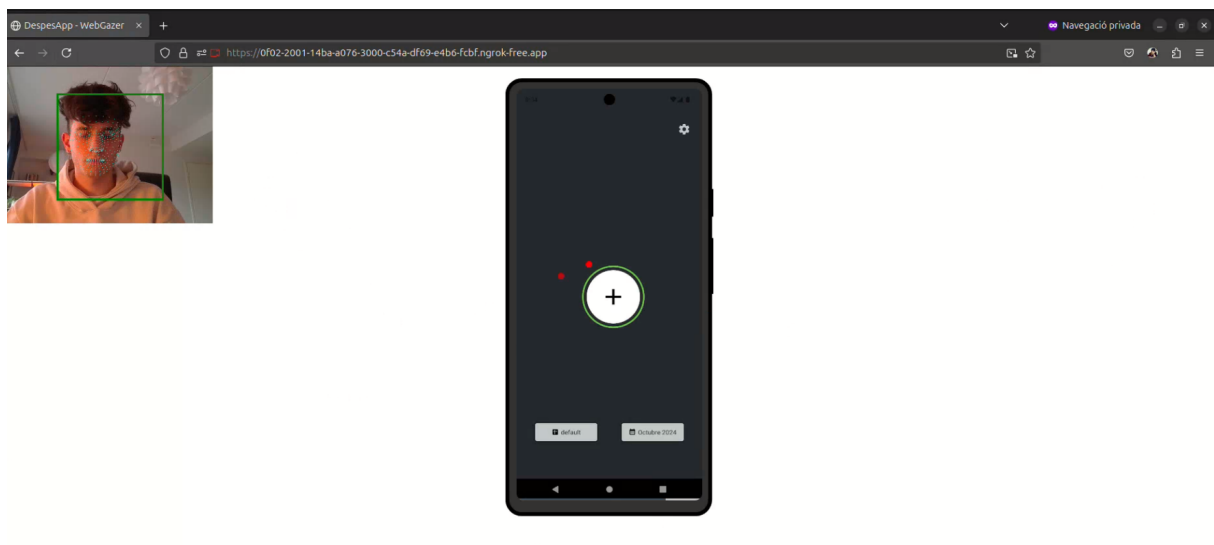 DespesApp - WebGazer
Navegació privada
https://0f02-2001-14ba-a076-3000-c54a-df69-e4b6-fcbf.ngrok-free.app
+
default
Octubre 2024